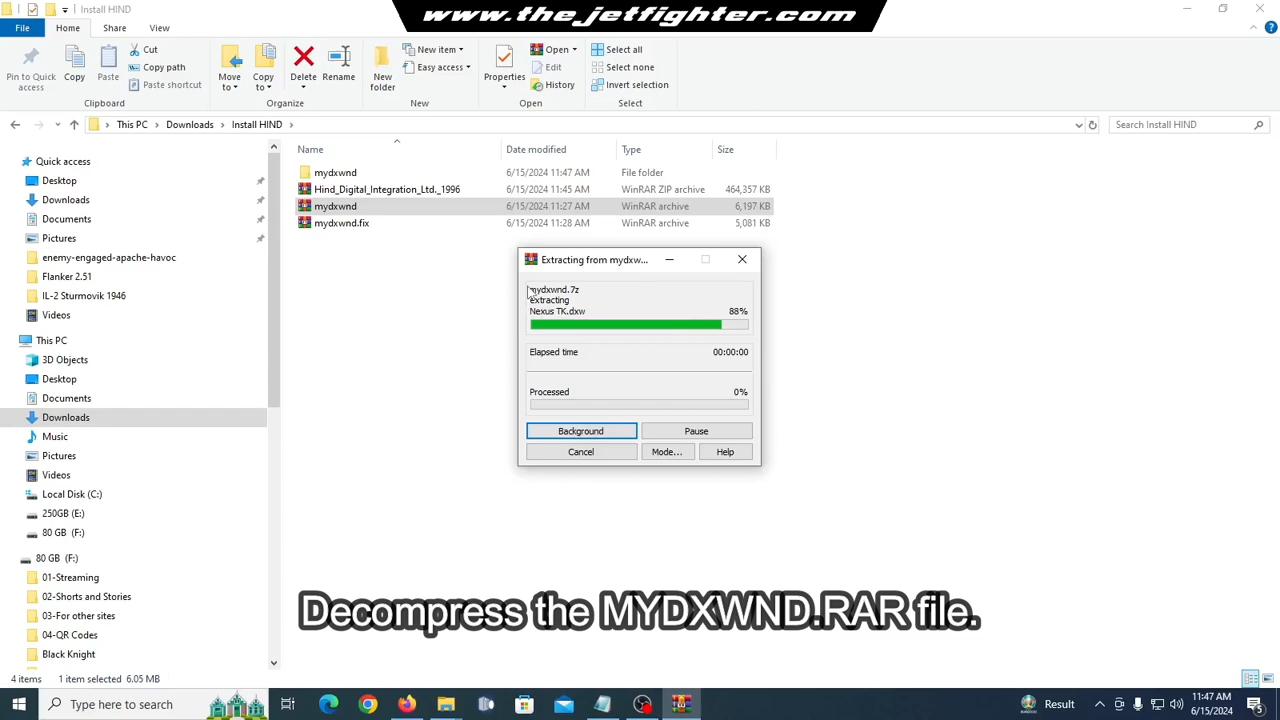 Install HIND
www.the.jetfighter.com
File
Home
Share
View
Pin to Quick
access
Copy
Paste
Cut
Copy path
Paste shortcut
Clipboard
Move
to
Copy
to
Delete
Rename
Organize
New
folder
New item
Easy access
New
Properties
Open
Edit
History
Open
Select all
Select none
Invert selection
Select
This PC
Downloads
Install HIND
Search Install HIND
Name
Date modified
Type
Size
mydxwnd 6/15/2024 11:47 AM File folder
Hind_Digital_Integration_Ltd._1996 6/15/2024 11:45 AM WinRAR ZIP archive 464,357 KB
mydxwnd 6/15/2024 11:27 AM WinRAR archive 6,197 KB
mydxwnd.fix 6/15/2024 11:28 AM WinRAR archive 5,081 KB
Quick access
Desktop
Downloads
Documents
Pictures
enemy-engaged-apache-havoc
Flanker 2.51
IL-2 Sturmovik 1946
Videos
This PC
3D Objects
Desktop
Documents
Downloads
Music
Pictures
Videos
Local Disk (C:)
250GB (E:)
80 GB (F:)
80 GB (F:)
01-Streaming
02-Shorts and Stories
03-For other sites
04-QR Codes
Black Knight
Extracting from mydxw...
mydxwnd.7z
extracting
Nexus TK.dxw 88%
Elapsed time 00:00:00
Processed 0%
Background
Pause
Cancel
Mode...
Help
Decompress the MYDXWND.RAR file.
4 items 1 item selected 6.05 MB
Type here to search
Result
11:47 AM
6/15/2024